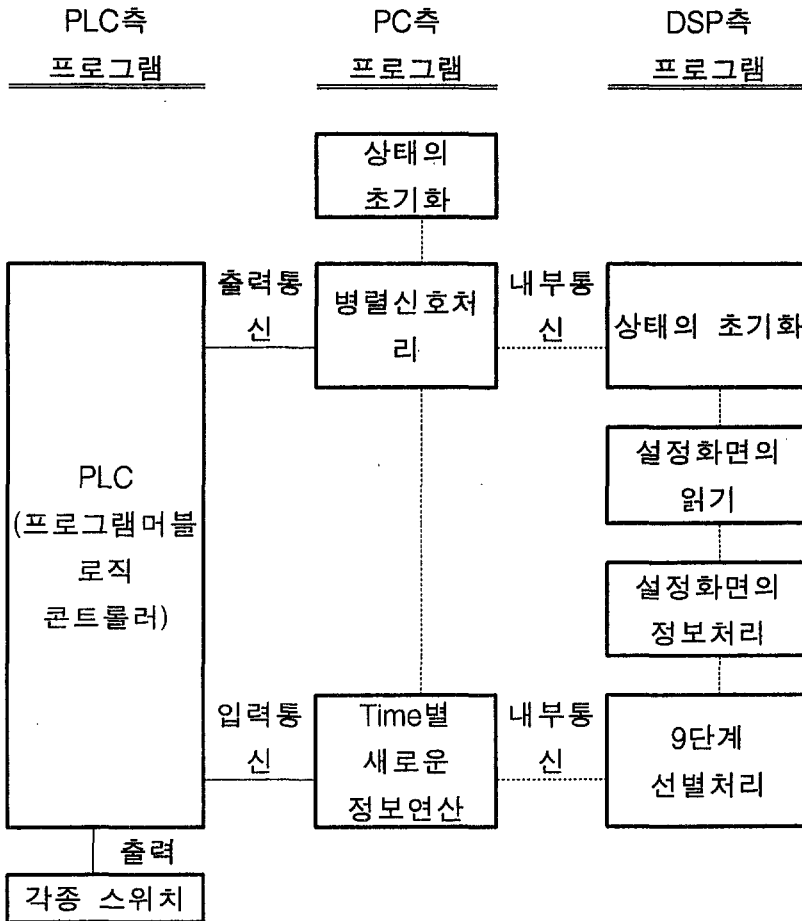 PLC측
프로그램
PC측
프로그램
DSP측
프로그램
상태의
초기화
출력통
신
병렬신호처
리
내부통
신
상태의 초기화
설정화면의
읽기
PLC
(프로그램머블
로직
콘트롤러)
설정화면의
정보처리
입력통
신
Time별
새로운
정보연산
내부통
신
9단계
선별처리
출력
각종 스위치